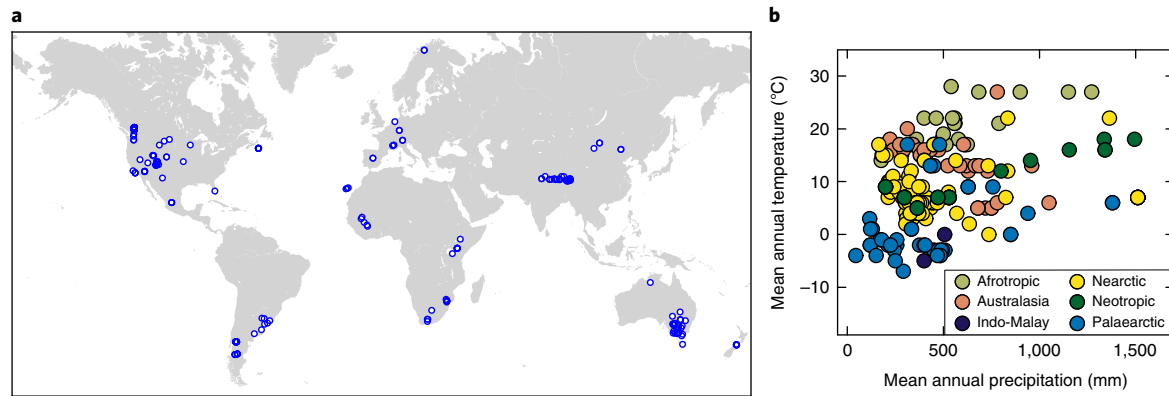 a
b
Mean annual temperature (°C)
30
20
10
0
–10
Afrotropic
Nearctic
Australasia
Neotropic
Indo-Malay
Palaearctic
0
500
1,000
1,500
Mean annual precipitation (mm)